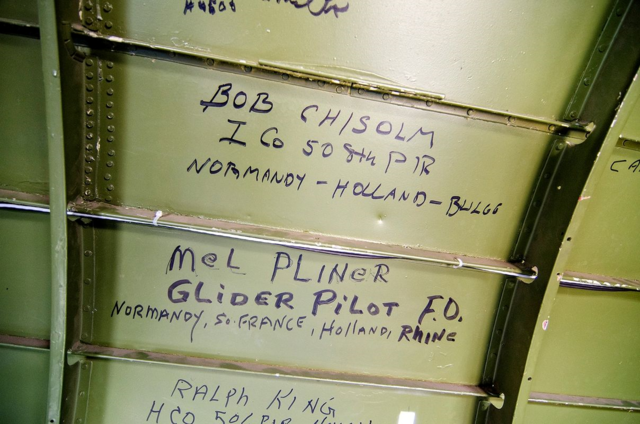 BOB CHISOLM
I Co 508th PIR
NORMANDY - HOLLAND - BULGE
MeL PLINeR
GLiDER PiLOT F.O.
NORMANDY, So. FRANCE, Holland, RHiNE
RALPh KING
HCO